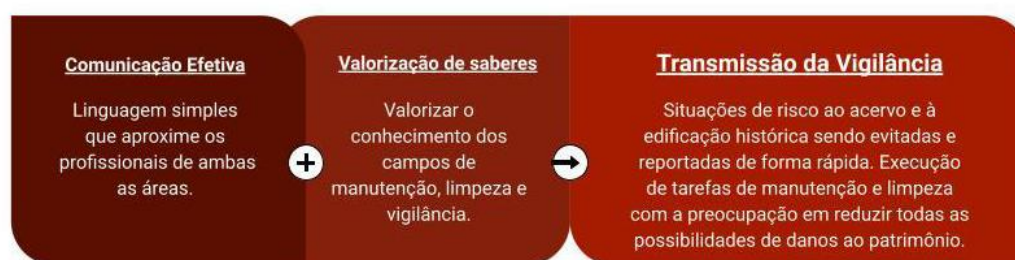 Comunicação Efetiva
Linguagem simples
que aproxime os
profissionais de ambas
as áreas.
+
Valorização de saberes
Valorizar o
conhecimento dos
campos de
manutenção, limpeza e
vigilância.
→
Transmissão da Vigilância
Situações de risco ao acervo e à
edificação histórica sendo evitadas e
reportadas de forma rápida. Execução
de tarefas de manutenção e limpeza
com a preocupação em reduzir todas as
possibilidades de danos ao patrimônio.